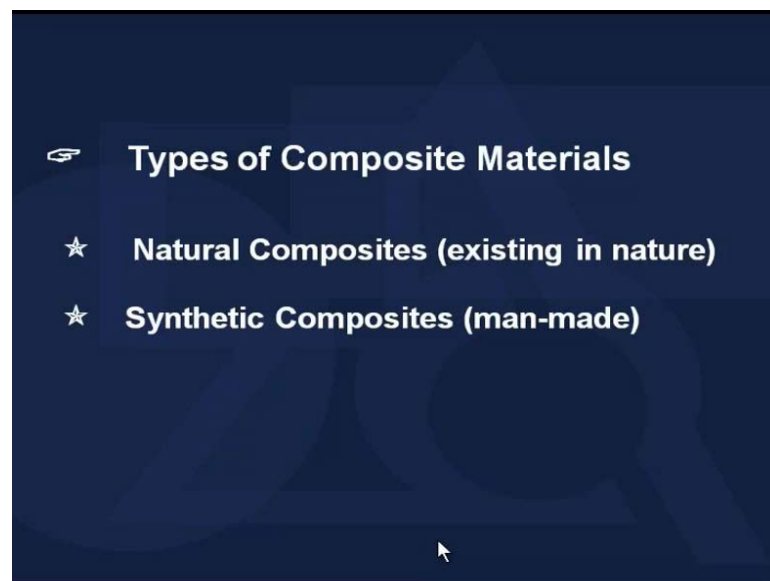 Types of Composite Materials
Natural Composites (existing in nature)
Synthetic Composites (man-made)